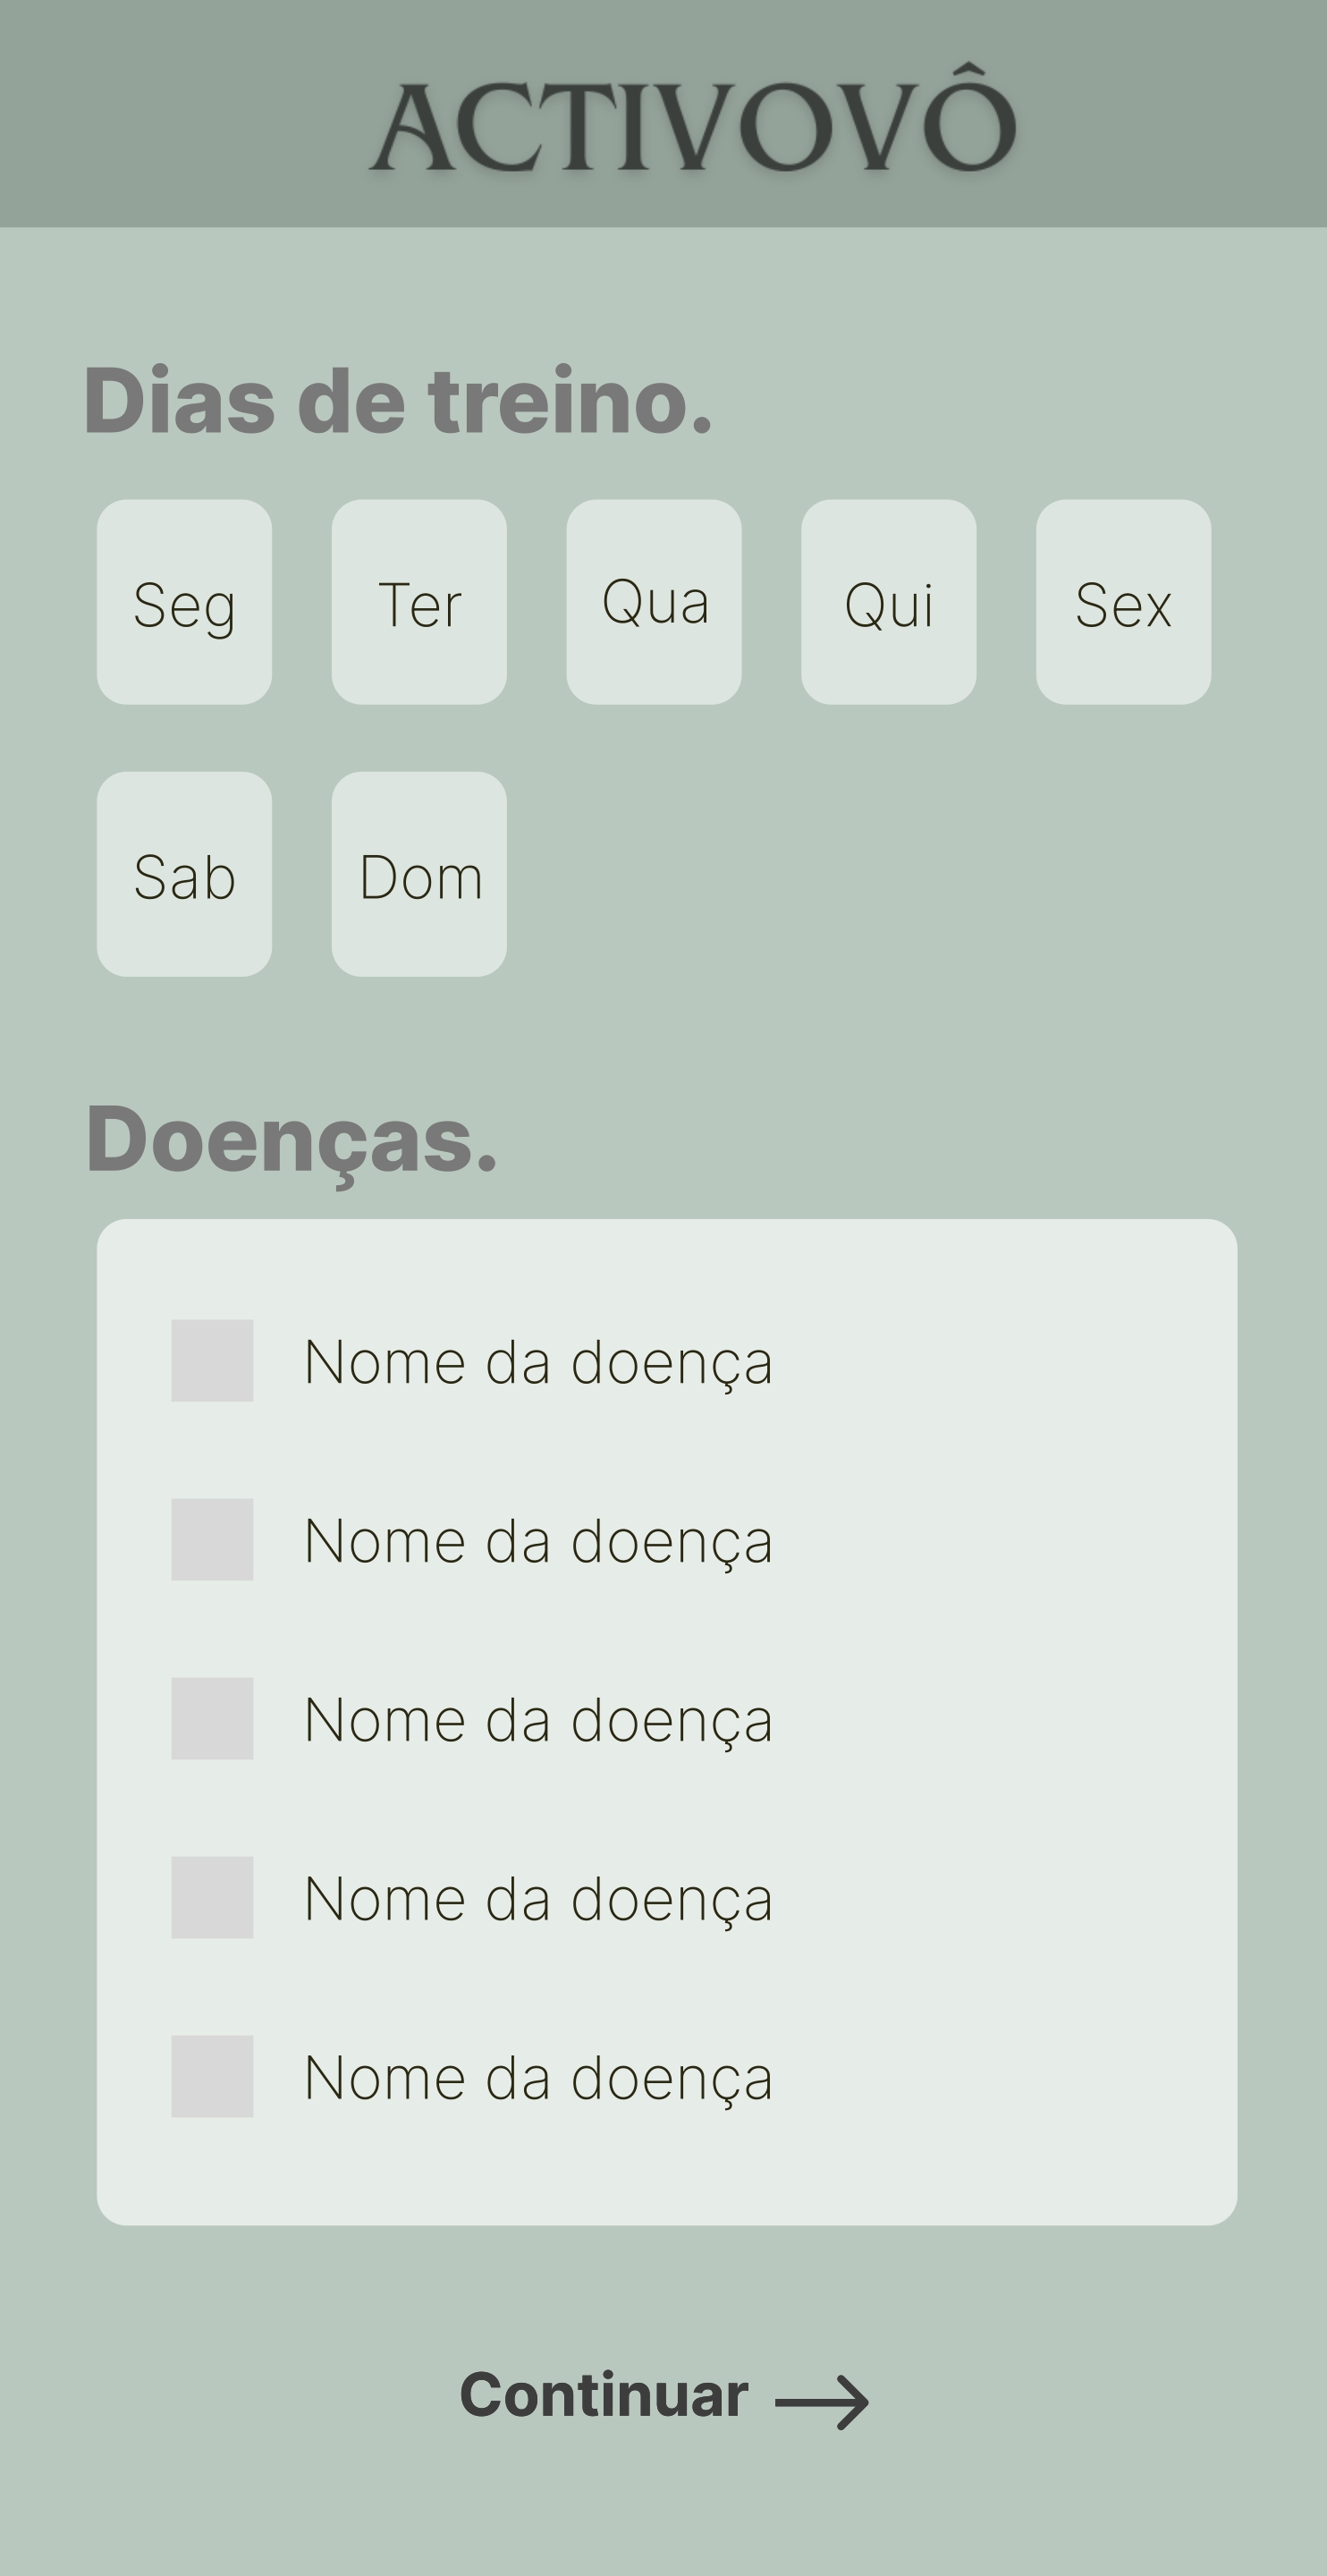 ACTIVOVÔ
Dias de treino.
Seg Ter Qua Qui Sex
Sab Dom
Doenças.
Nome da doença
Nome da doença
Nome da doença
Nome da doença
Nome da doença
Continuar →